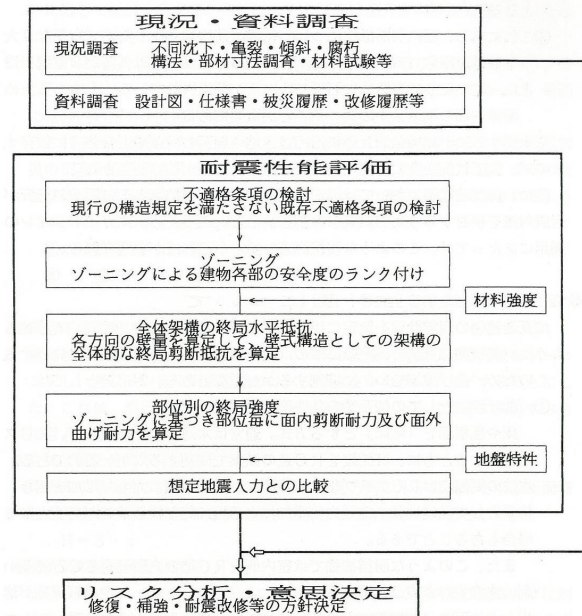 現況・資料調査
現況調査 不同沈下・亀裂・傾斜・腐朽
構法・部材寸法調査・材料試験等
資料調査 設計図・仕様書・被災履歴・改修履歴等
耐震性能評価
不適格条項の検討
現行の構造規定を満たさない既存不適格条項の検討
ゾーニング
ゾーニングによる建物各部の安全度のランク付け
材料強度
全体架構の終局水平抵抗
各方向の壁量を算定して、壁式構造としての架構の
全体的な終局剪断抵抗を算定
部位別の終局強度
ゾーニングに基づき部位毎に面内剪断耐力及び面外
曲げ耐力を算定
地盤特性
想定地震入力との比較
リスク分析・意思決定
修復・補強・耐震改修等の方針決定